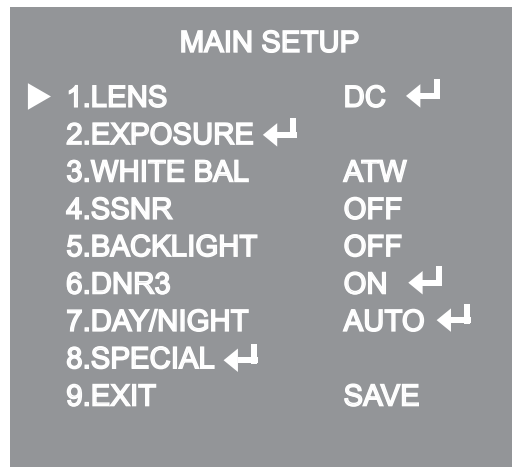 MAIN SETUP
▶ 1.LENS DC ↵
2.EXPOSURE ↵
3.WHITE BAL ATW
4.SSNR OFF
5.BACKLIGHT OFF
6.DNR3 ON ↵
7.DAY/NIGHT AUTO ↵
8.SPECIAL ↵
9.EXIT SAVE